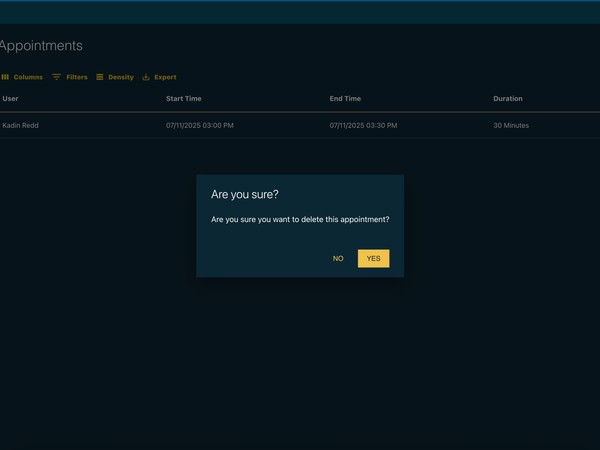 Appointments
Columns Filters Density Export
User Start Time End Time Duration
Kadin Redd 07/11/2025 03:00 PM 07/11/2025 03:30 PM 30 Minutes
Are you sure?
Are you sure you want to delete this appointment?
NO YES